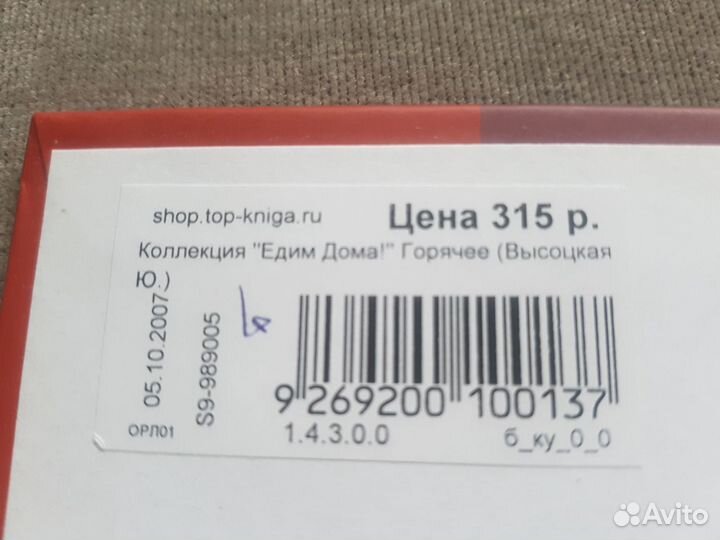 shop.top-kniga.ru Цена 315 р.
Коллекция "Едим Дома!" Горячее (Высоцкая
Ю.)
05.10.2007
S9-989005
9 269200 100137
ОРЛ01
1.4.3.0.0 б_ку_0_0
Avito